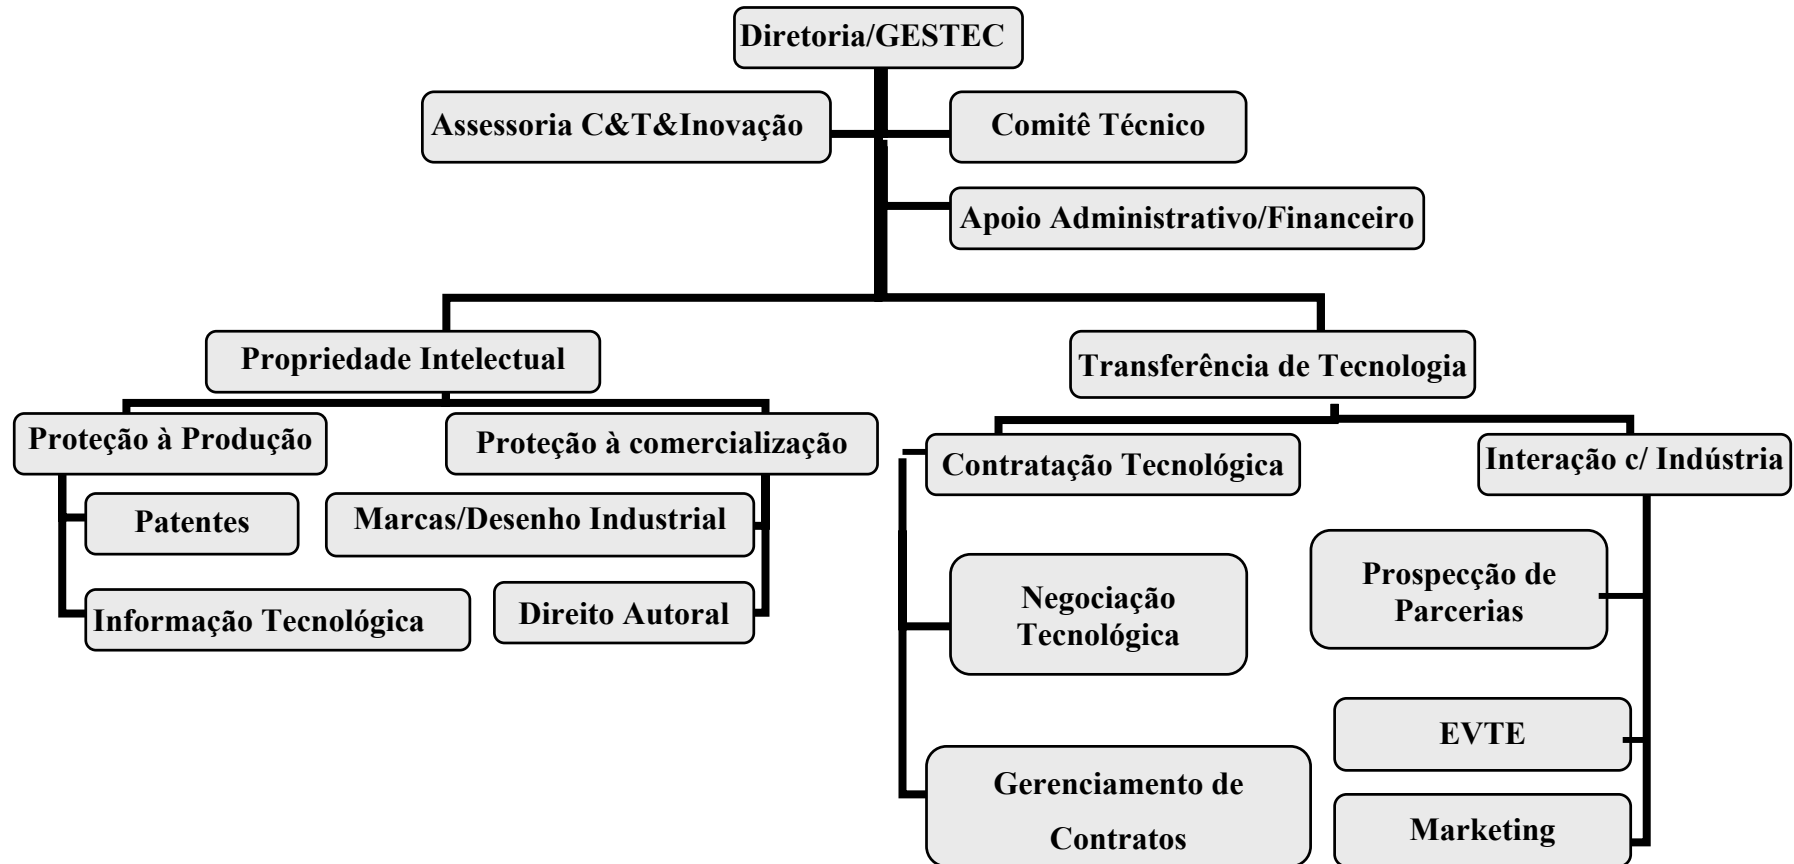 Diretoria/GESTEC
Assessoria C&T&Inovação
Comitê Técnico
Apoio Administrativo/Financeiro
Propriedade Intelectual
Transferência de Tecnologia
Proteção à Produção
Proteção à comercialização
Contratação Tecnológica
Interação c/ Indústria
Patentes
Marcas/Desenho Industrial
Informação Tecnológica
Direito Autoral
Negociação
Tecnológica
Prospecção de
Parcerias
EVTE
Gerenciamento de
Contratos
Marketing